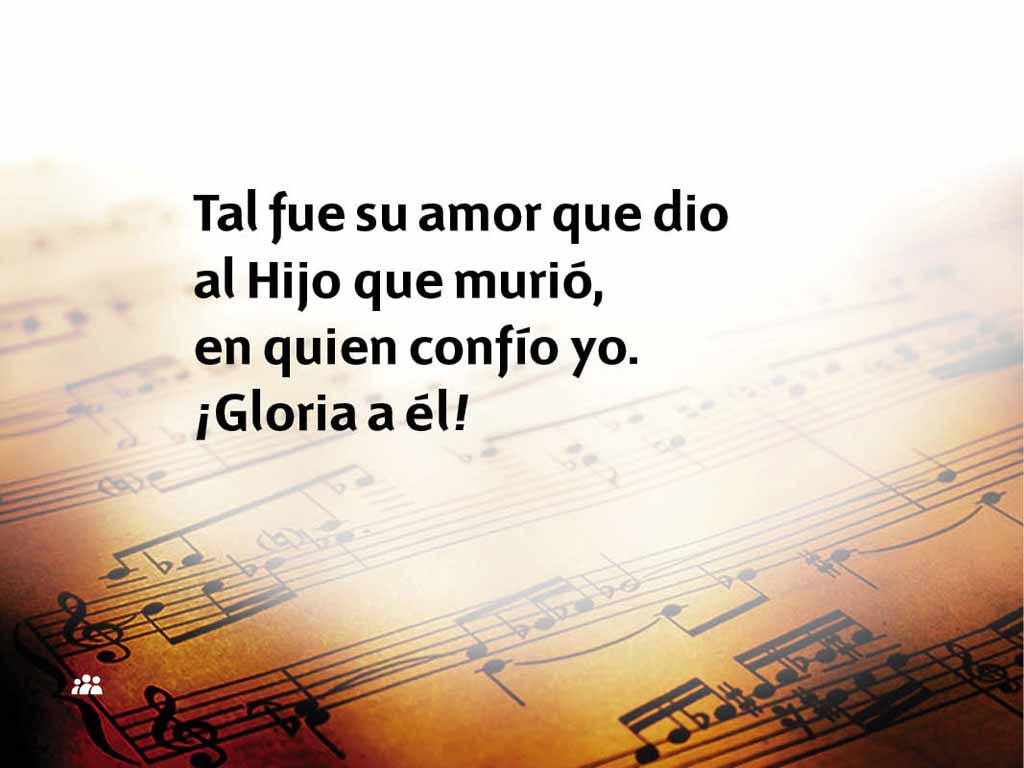 Tal fue su amor que dio
al Hijo que murió,
en quien confío yo.
¡Gloria a él!